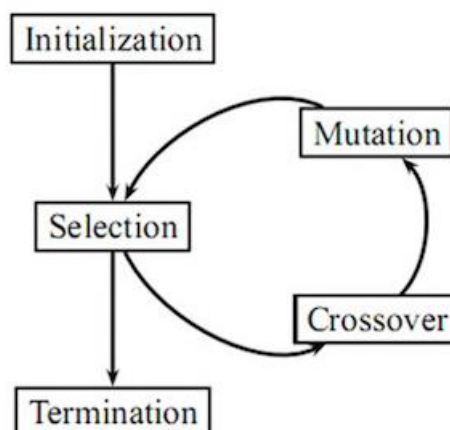 Initialization
Mutation
Selection
Crossover
Termination